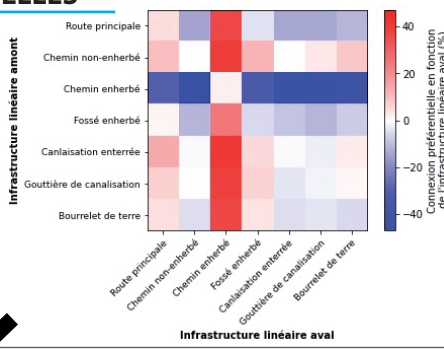 Route principale
Chemin non-enherbé
Chemin enherbé
Fossé enherbé
Canlaisation enterrée
Gouttière de canalisation
Bourrelet de terre
Infrastructure linéaire amont
Route principale
Chemin non-enherbé
Chemin enherbé
Fossé enherbé
Canlaisation enterrée
Gouttière de canalisation
Bourrelet de terre
Infrastructure linéaire aval
40
20
0
−20
−40
Connexion préférentielle en fonction
de l'infrastructure linéaire aval (%)